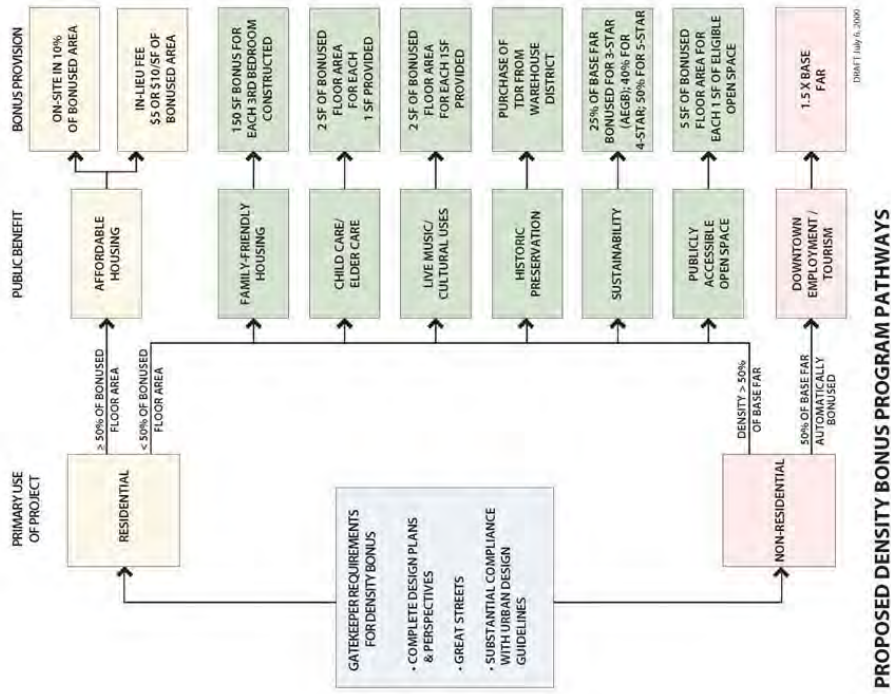 PRIMARY USE
OF PROJECT
PUBLIC BENEFIT
BONUS PROVISION
GATEKEEPER REQUIREMENTS
FOR DENSITY BONUS
• COMPLETE DESIGN PLANS
& PERSPECTIVES
• GREAT STREETS
• SUBSTANTIAL COMPLIANCE
WITH URBAN DESIGN
GUIDELINES
RESIDENTIAL
≥ 50% OF BONUSED
FLOOR AREA
< 50% OF BONUSED
FLOOR AREA
AFFORDABLE
HOUSING
ON-SITE IN 10%
OF BONUSED AREA
IN-LIEU FEE
$5 OR $10/SF OF
BONUSED AREA
FAMILY-FRIENDLY
HOUSING
150 SF BONUS FOR
EACH 3RD BEDROOM
CONSTRUCTED
CHILD CARE/
ELDER CARE
2 SF OF BONUSED
FLOOR AREA
FOR EACH
1 SF PROVIDED
LIVE MUSIC/
CULTURAL USES
2 SF OF BONUSED
FLOOR AREA
FOR EACH 1SF
PROVIDED
HISTORIC
PRESERVATION
PURCHASE OF
TDR FROM
WAREHOUSE
DISTRICT
SUSTAINABILITY
25% OF BASE FAR
BONUSED FOR 3-STAR
(AEGB); 40% FOR
4-STAR; 50% FOR 5-STAR
PUBLICLY
ACCESSIBLE
OPEN SPACE
5 SF OF BONUSED
FLOOR AREA FOR
EACH 1 SF OF ELIGIBLE
OPEN SPACE
NON-RESIDENTIAL
DENSITY > 50%
OF BASE FAR
50% OF BASE FAR
AUTOMATICALLY
BONUSED
DOWNTOWN
EMPLOYMENT /
TOURISM
1.5 X BASE
FAR
DRAFT July 6, 2009
PROPOSED DENSITY BONUS PROGRAM PATHWAYS